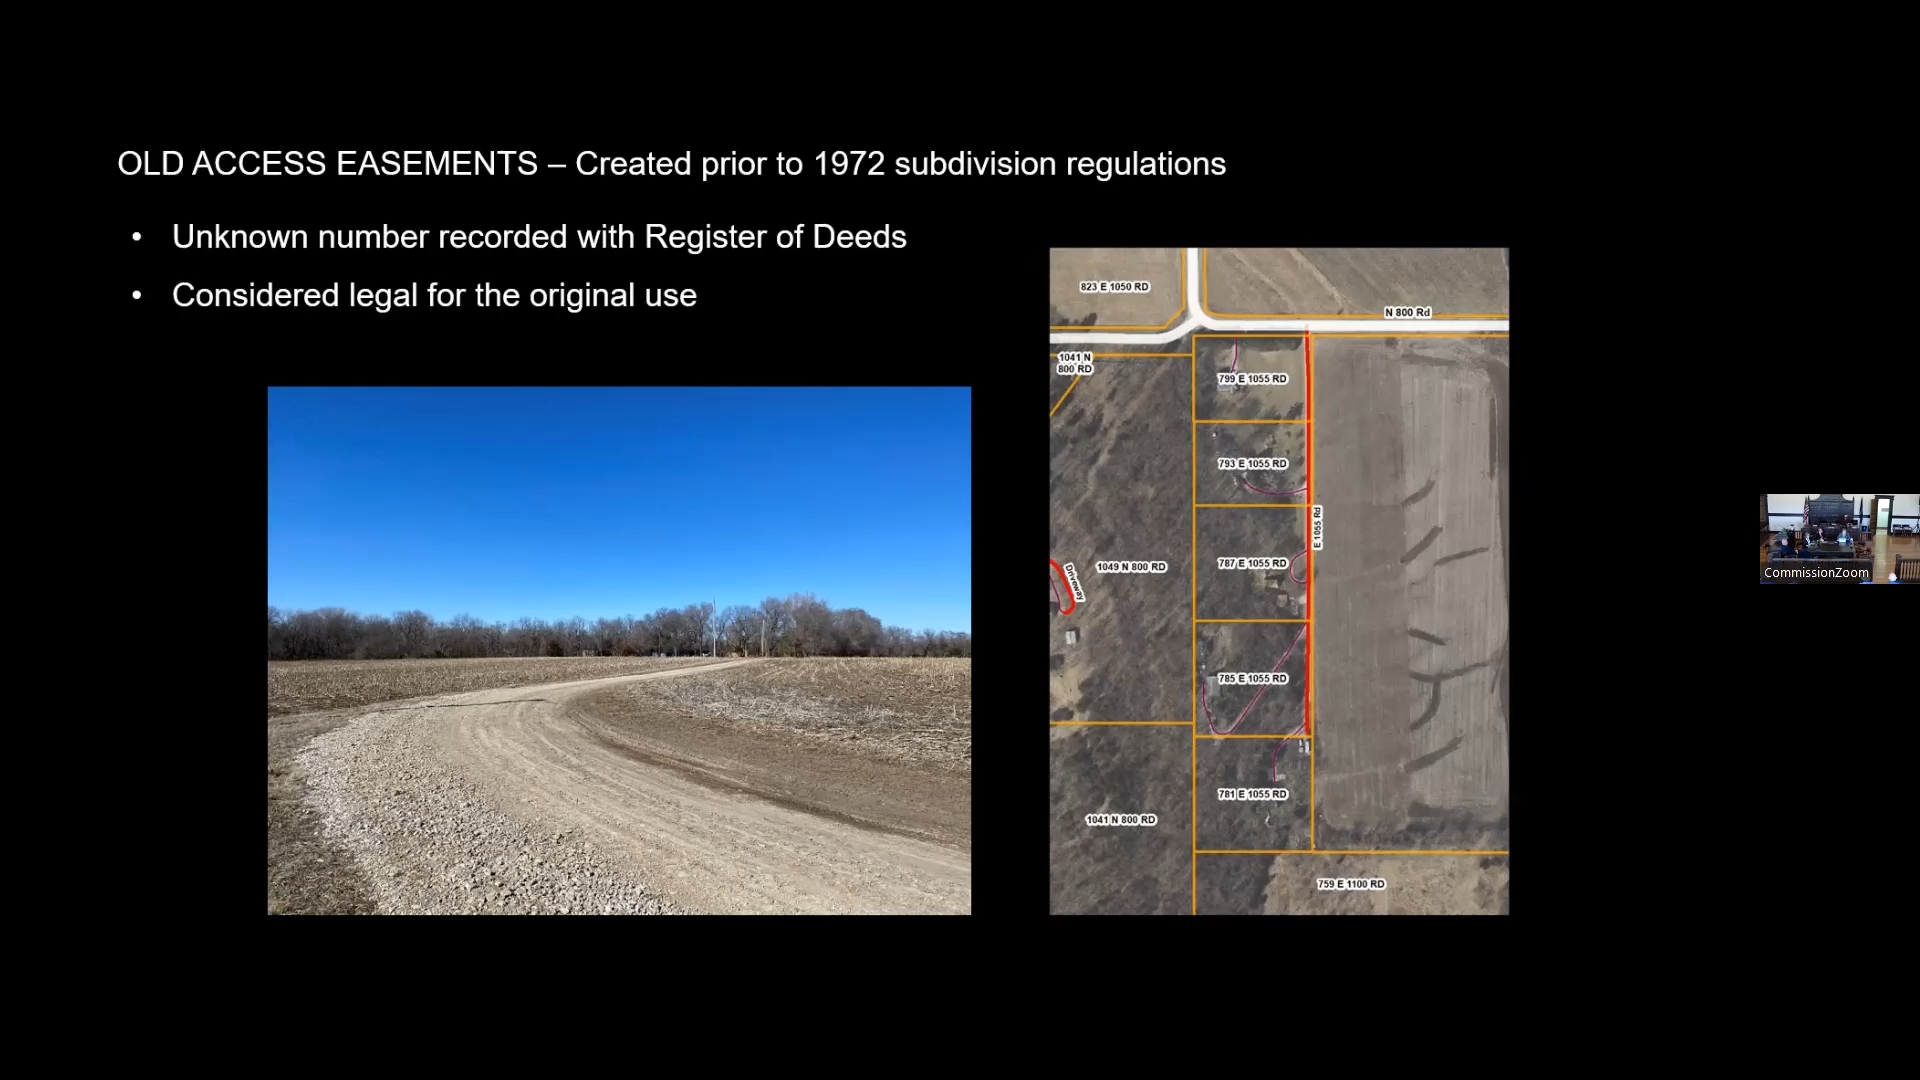 OLD ACCESS EASEMENTS – Created prior to 1972 subdivision regulations
• Unknown number recorded with Register of Deeds
• Considered legal for the original use
823 E 1050 RD
N 800 Rd
1041 N
800 RD
799 E 1055 RD
793 E 1055 RD
E 1055 Rd
1049 N 800 RD
Driveway
787 E 1055 RD
785 E 1055 RD
781 E 1055 RD
1041 N 800 RD
759 E 1100 RD
CommissionZoom